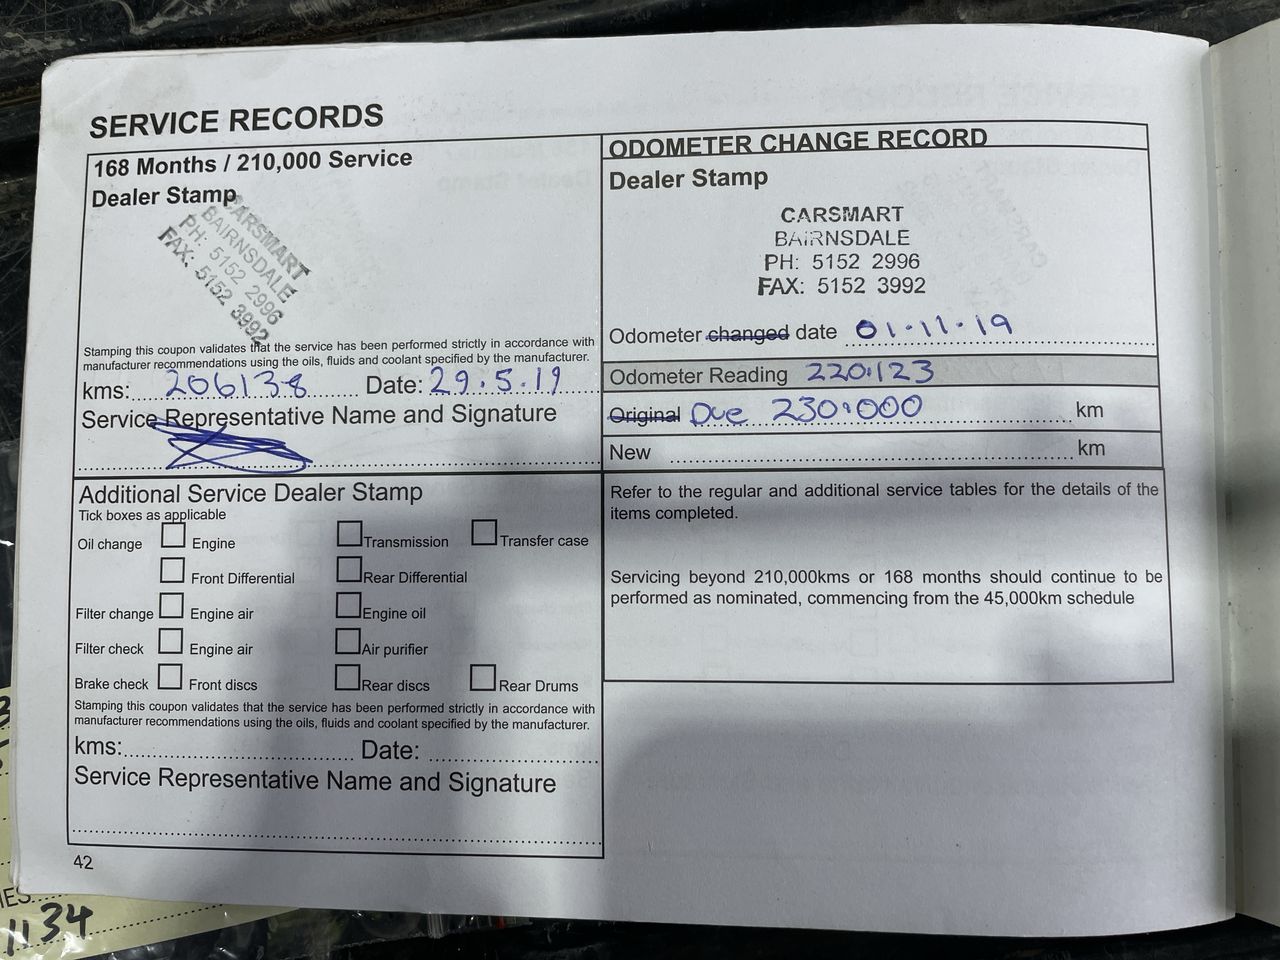 SERVICE RECORDS
168 Months / 210,000 Service
Dealer Stamp
CARSMART
BAIRNSDALE
PH: 5152 2996
FAX: 5152 3992
Stamping this coupon validates that the service has been performed strictly in accordance with
manufacturer recommendations using the oils, fluids and coolant specified by the manufacturer.
kms: 206138 Date: 29.5.19
Service Representative Name and Signature
Additional Service Dealer Stamp
Tick boxes as applicable
Oil change Engine Transmission Transfer case
Front Differential Rear Differential
Filter change Engine air Engine oil
Filter check Engine air Air purifier
Brake check Front discs Rear discs Rear Drums
Stamping this coupon validates that the service has been performed strictly in accordance with
manufacturer recommendations using the oils, fluids and coolant specified by the manufacturer.
kms: Date:
Service Representative Name and Signature
42
ODOMETER CHANGE RECORD
Dealer Stamp
CARSMART
BAIRNSDALE
PH: 5152 2996
FAX: 5152 3992
Odometer changed date 01.11.19
Odometer Reading 220.123
Original Due 230.000 km
New km
Refer to the regular and additional service tables for the details of the
items completed.
Servicing beyond 210,000kms or 168 months should continue to be
performed as nominated, commencing from the 45,000km schedule
1134